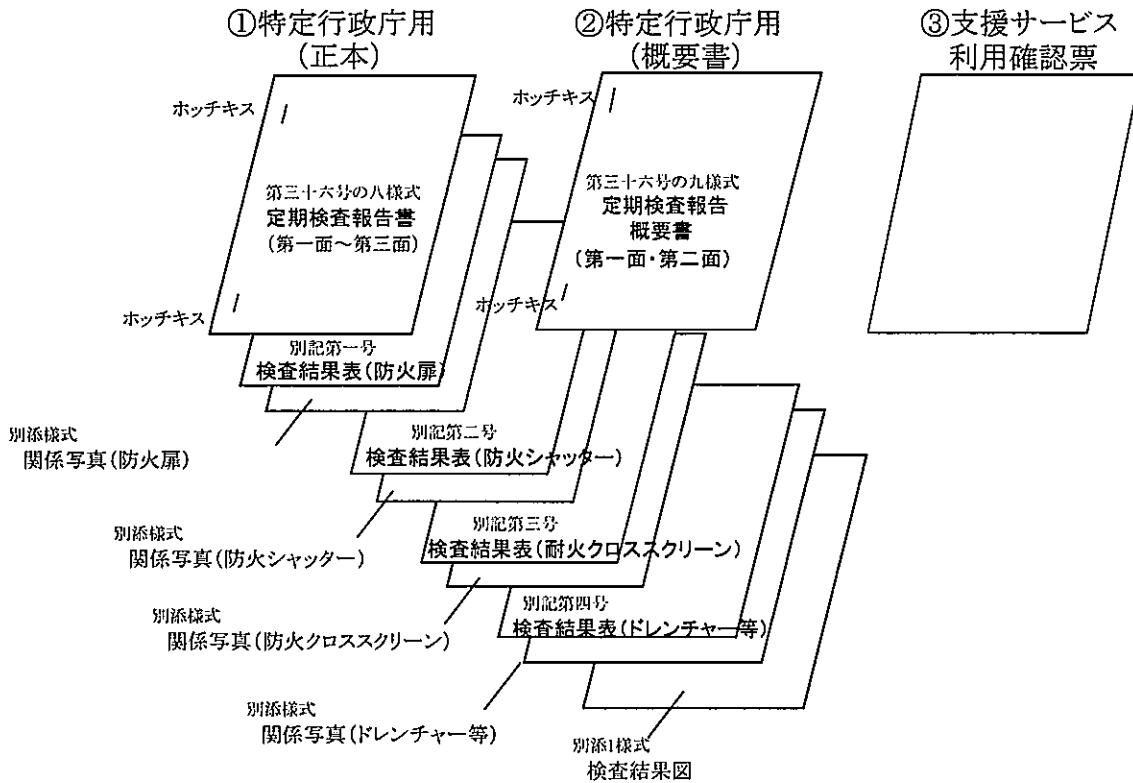 ①特定行政庁用
(正本)
②特定行政庁用
(概要書)
③支援サービス
利用確認票
ホッチキス
ホッチキス
第三十六号の八様式
定期検査報告書
(第一面~第三面)
第三十六号の九様式
定期検査報告
概要書
(第一面・第二面)
ホッチキス
ホッチキス
別記第一号
検査結果表(防火扉)
別添様式
関係写真(防火扉)
別記第二号
検査結果表(防火シャッター)
別添様式
関係写真(防火シャッター)
別記第三号
検査結果表(耐火クロススクリーン)
別添様式
関係写真(防火クロススクリーン)
別記第四号
検査結果表(ドレンチャー等)
別添様式
関係写真(ドレンチャー等)
別添1様式
検査結果図